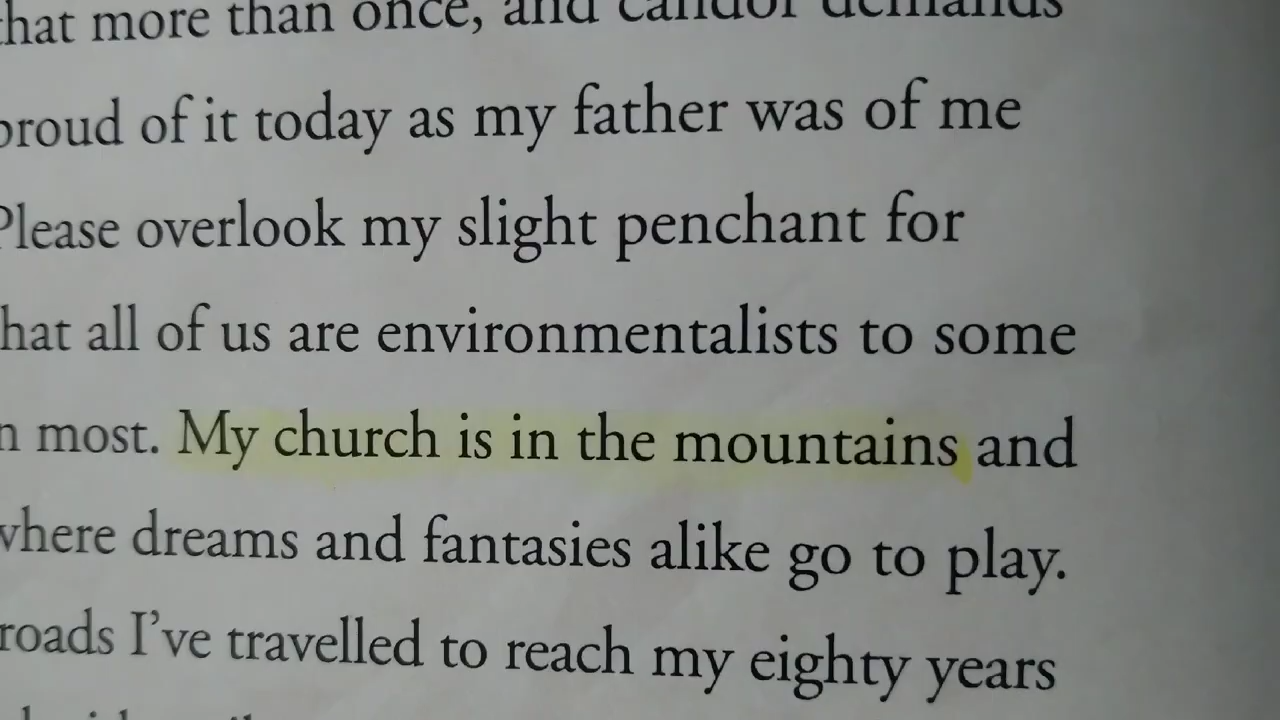 that more than once, and candor demands
proud of it today as my father was of me
Please overlook my slight penchant for
that all of us are environmentalists to some
most. My church is in the mountains and
where dreams and fantasies alike go to play.
roads I've travelled to reach my eighty years